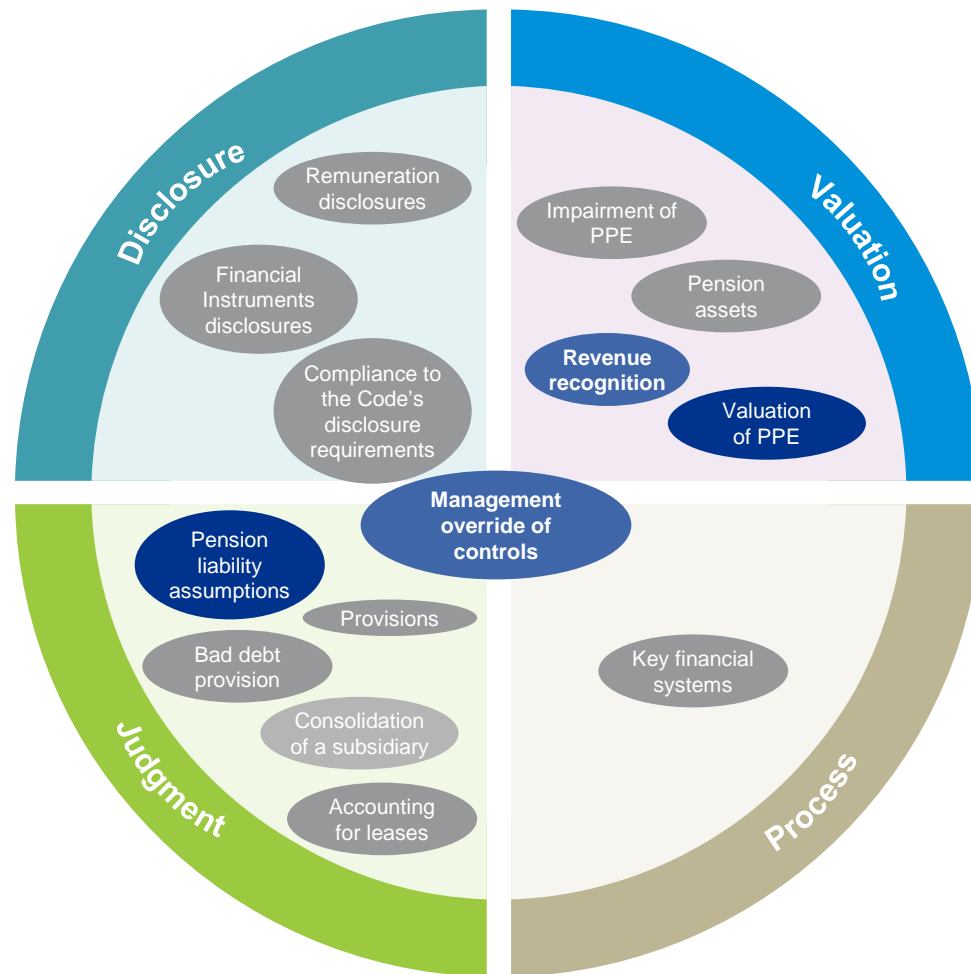 Disclosure
Remuneration
disclosures
Financial
Instruments
disclosures
Compliance to
the Code’s
disclosure
requirements
Valuation
Impairment of
PPE
Pension
assets
Revenue
recognition
Valuation
of PPE
Management
override of
controls
Judgment
Pension
liability
assumptions
Provisions
Bad debt
provision
Consolidation
of a subsidiary
Accounting
for leases
Process
Key financial
systems